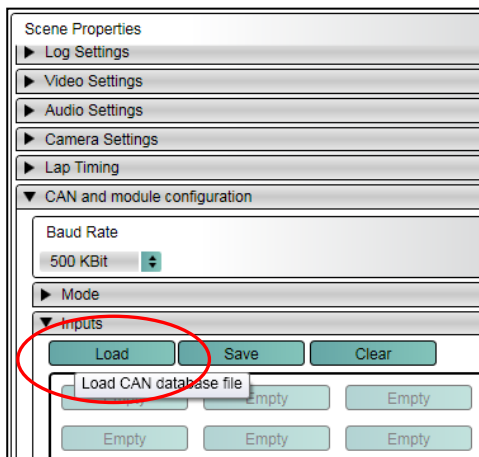 Scene Properties
Log Settings
Video Settings
Audio Settings
Camera Settings
Lap Timing
CAN and module configuration
Baud Rate
500 KBit
Mode
Inputs
Load Save Clear
Load CAN database file
Empty Empty Empty
Empty Empty Empty